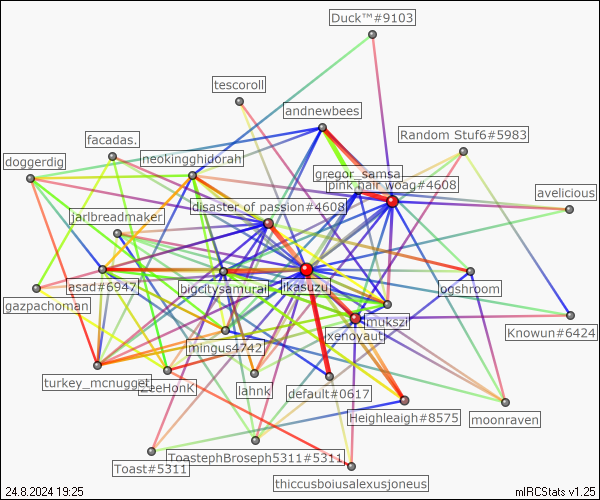 Duck™#9103
tescoroll
andnewbees
Random Stuf6#5983
facadas.
doggerdig
neokingghidorah
gregor_samsa
pink hair woag#4608
avelicious
disaster of passion#4608
jarlbreadmaker
asad#6947
bigcitysamurai
ikasuzu
ogshroom
gazpachoman
mukszi
Knowun#6424
xenoyaut
mingus4742
turkey_mcnugget
ZeeHonK
lahnk
default#0617
Heighleaigh#8575
moonraven
ToastephBroseph5311#5311
Toast#5311
thiccusboiusalexusjoneus
24.8.2024 19:25
mIRCStats v1.25